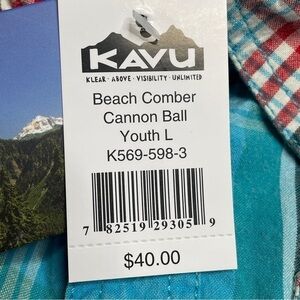 KAVU
KLEAR · ABOVE · VISIBILITY · UNLIMITED
Beach Comber
Cannon Ball
Youth L
K569-598-3
7 82519 29305 9
$40.00